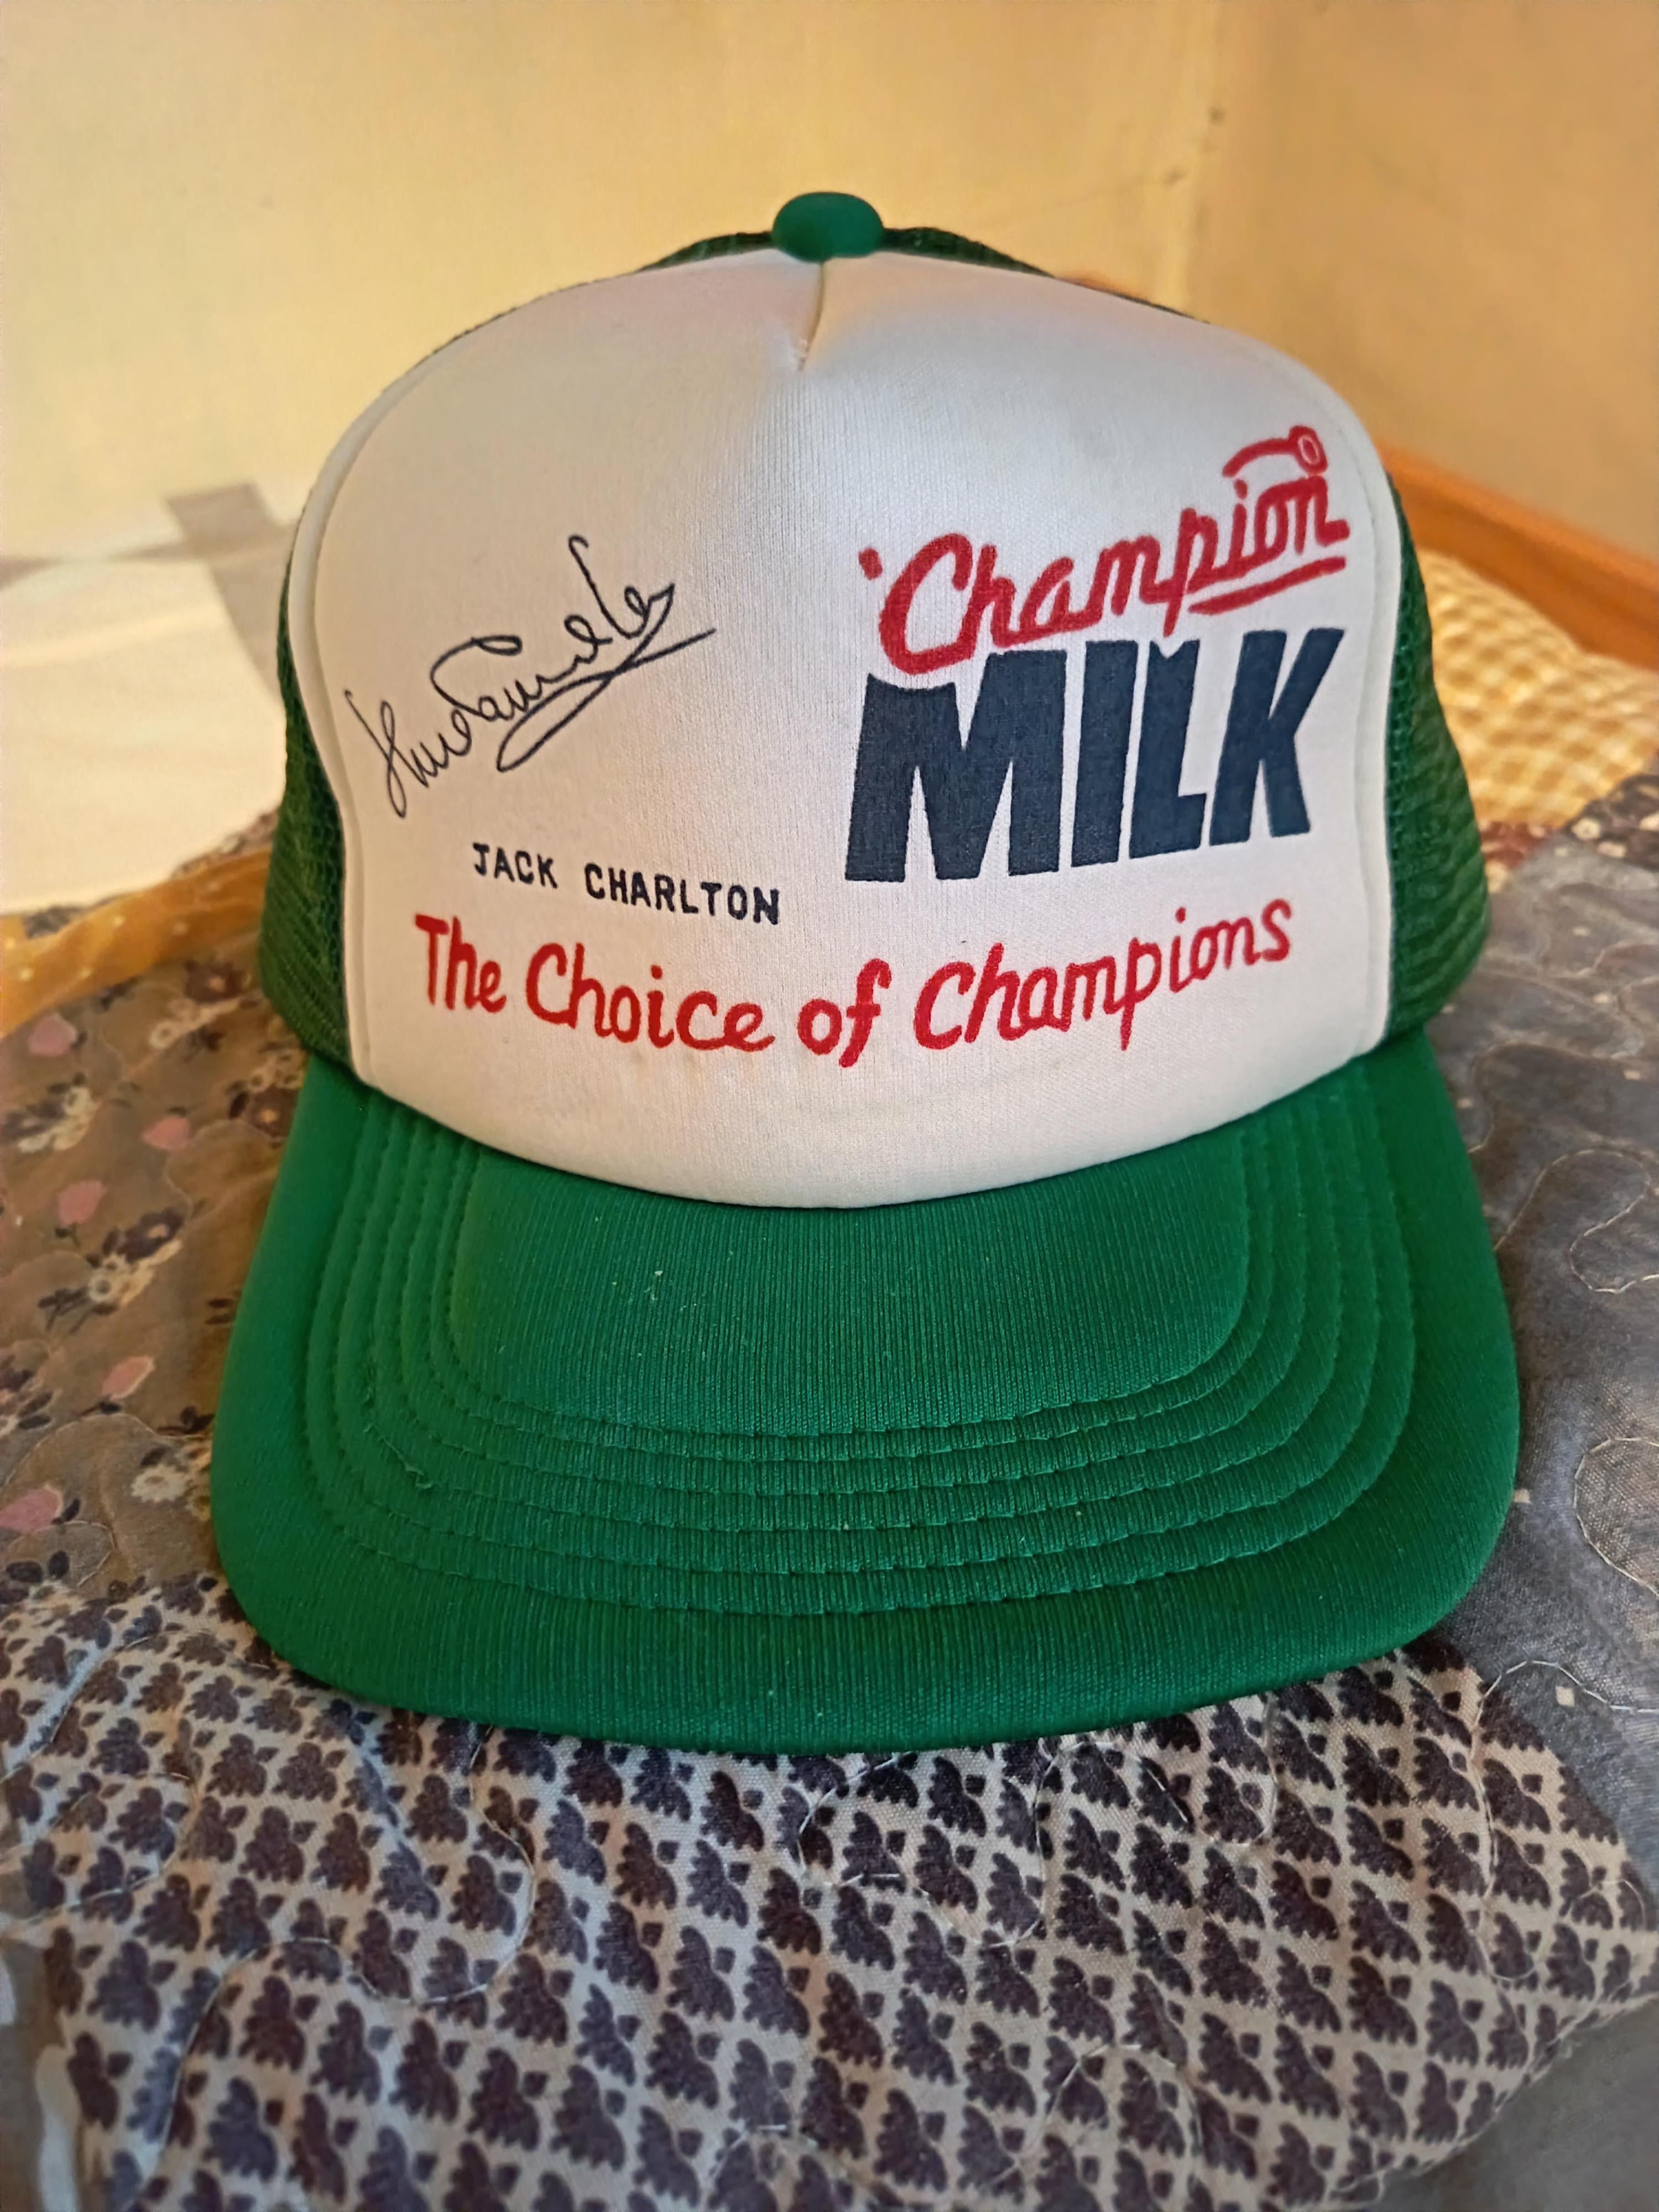 'Champion
MILK
JACK CHARLTON
The Choice of Champions